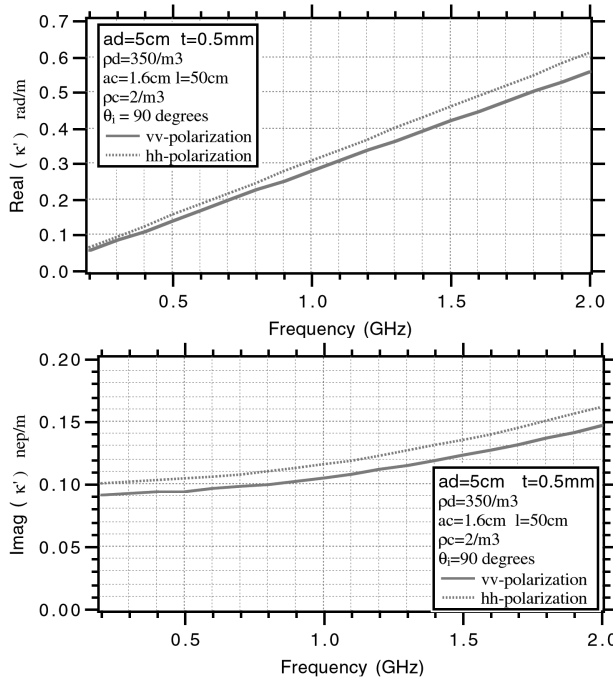 0.7
0.6
0.5
0.4
0.3
0.2
0.1
0.0
Real ( κ' ) rad/m
ad=5cm t=0.5mm
ρd=350/m3
ac=1.6cm l=50cm
ρc=2/m3
θi = 90 degrees
vv-polarization
hh-polarization
0.5 1.0 1.5 2.0
Frequency (GHz)
0.20
0.15
0.10
0.05
0.00
Imag ( κ' ) nep/m
ad=5cm t=0.5mm
ρd=350/m3
ac=1.6cm l=50cm
ρc=2/m3
θi=90 degrees
vv-polarization
hh-polarization
0.5 1.0 1.5 2.0
Frequency (GHz)